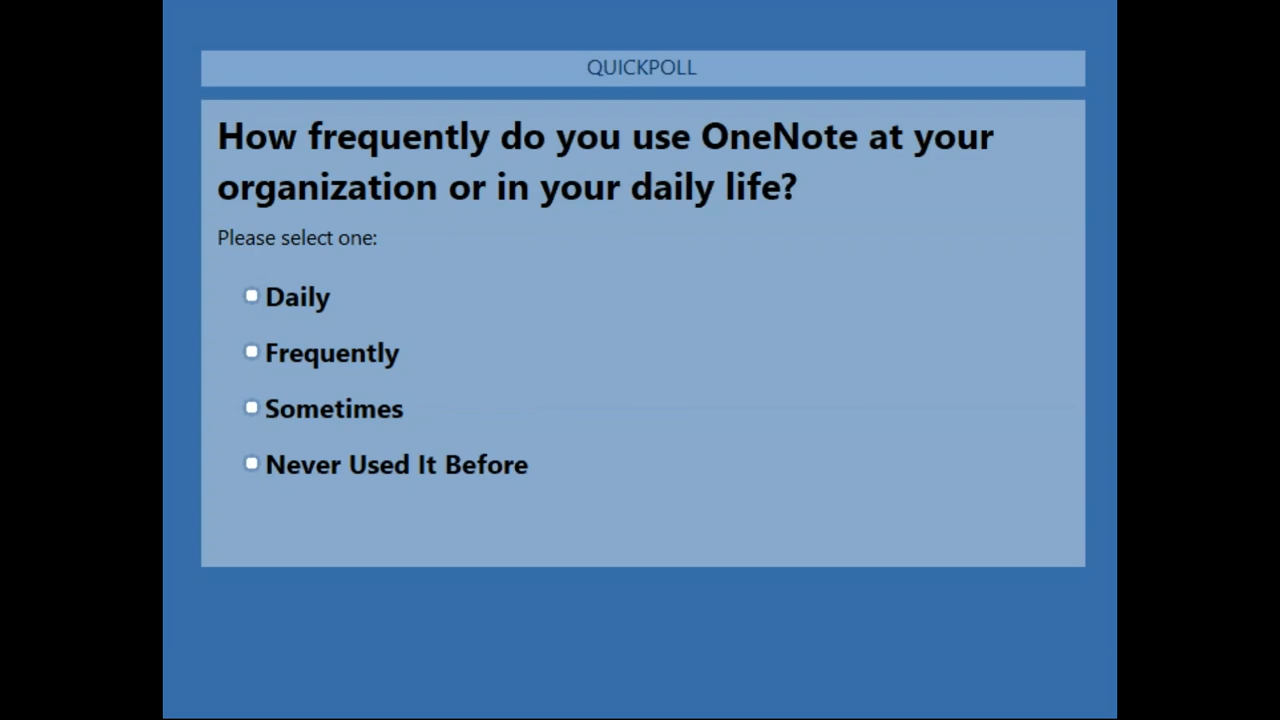 QUICKPOLL
How frequently do you use OneNote at your
organization or in your daily life?
Please select one:
Daily
Frequently
Sometimes
Never Used It Before